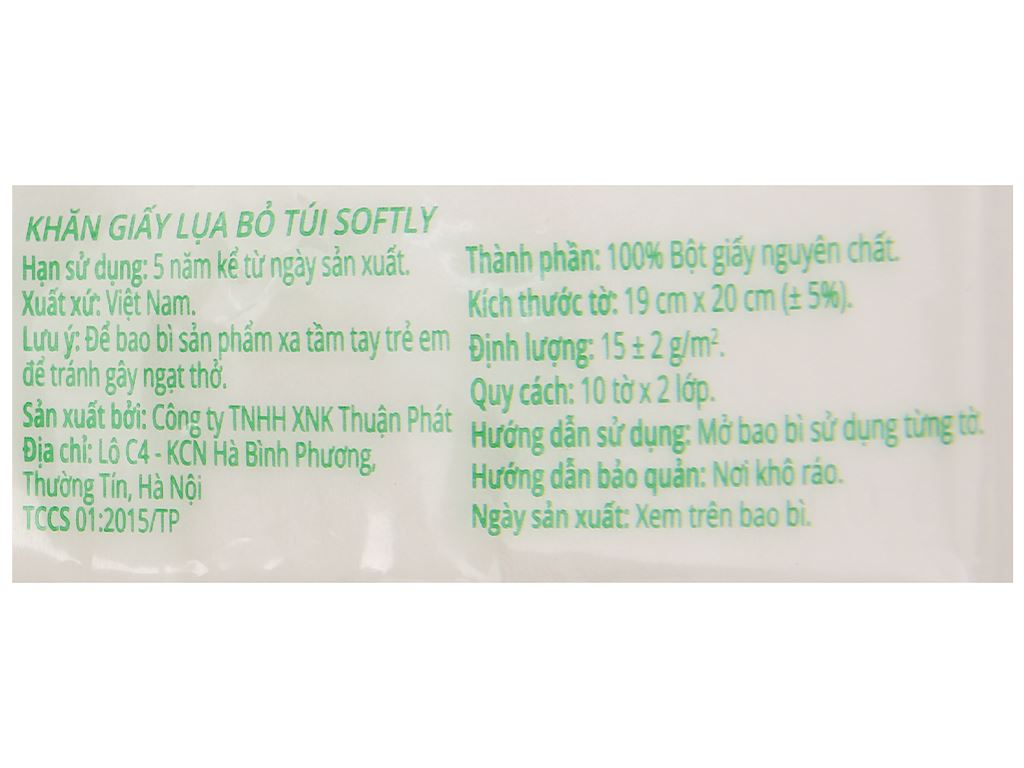 KHĂN GIẤY LỤA BỎ TÚI SOFTLY
Hạn sử dụng: 5 năm kể từ ngày sản xuất.
Xuất xứ: Việt Nam.
Lưu ý: Để bao bì sản phẩm xa tầm tay trẻ em
để tránh gây ngạt thở.
Sản xuất bởi: Công ty TNHH XNK Thuận Phát
Địa chỉ: Lô C4 - KCN Hà Bình Phương,
Thường Tín, Hà Nội
TCCS 01:2015/TP
Thành phần: 100% Bột giấy nguyên chất.
Kích thước tờ: 19 cm x 20 cm (± 5%).
Định lượng: 15 ± 2 g/m².
Quy cách: 10 tờ x 2 lớp.
Hướng dẫn sử dụng: Mở bao bì sử dụng từng tờ.
Hướng dẫn bảo quản: Nơi khô ráo.
Ngày sản xuất: Xem trên bao bì.